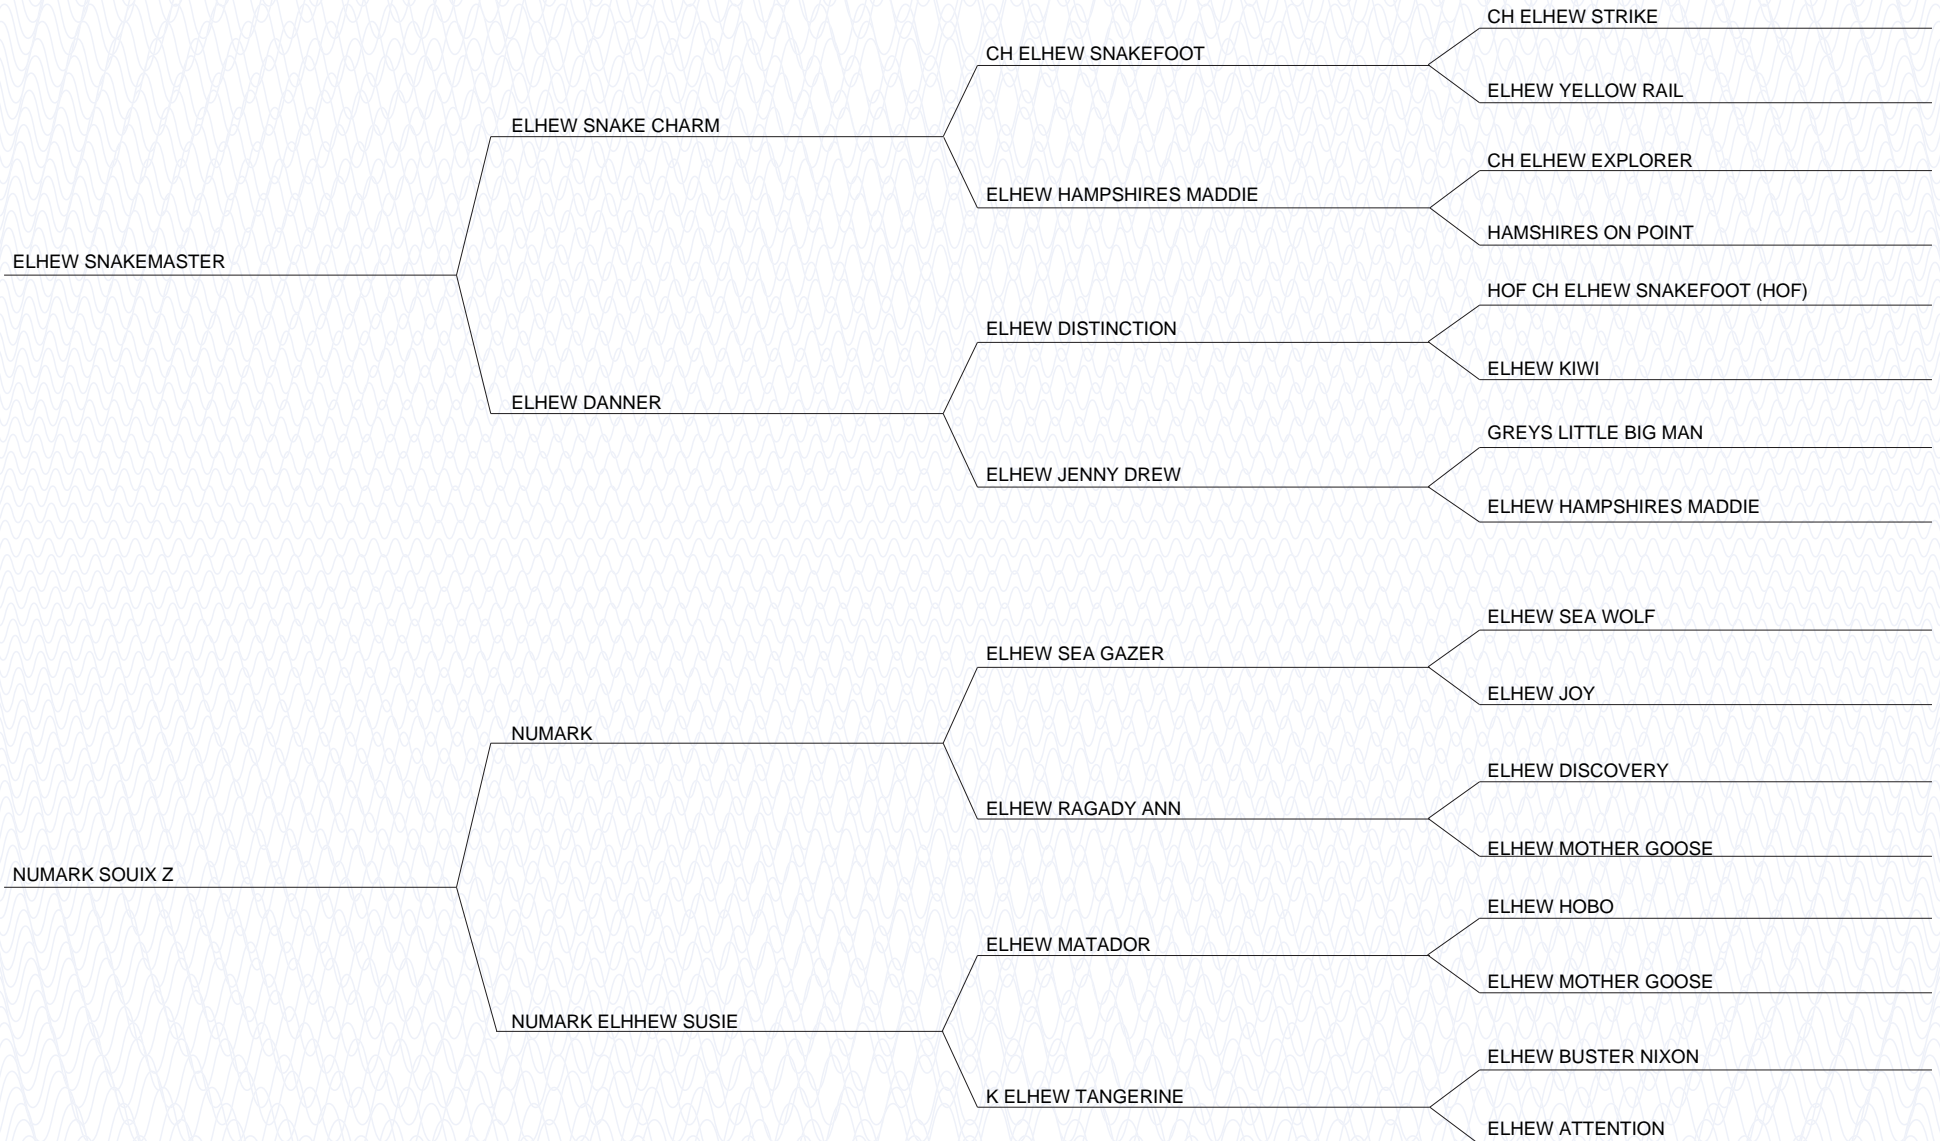 ELHEW SNAKEMASTER
ELHEW SNAKE CHARM
CH ELHEW SNAKEFOOT
CH ELHEW STRIKE
ELHEW YELLOW RAIL
ELHEW HAMPSHIRES MADDIE
CH ELHEW EXPLORER
HAMSHIRES ON POINT
ELHEW DANNER
ELHEW DISTINCTION
HOF CH ELHEW SNAKEFOOT (HOF)
ELHEW KIWI
ELHEW JENNY DREW
GREYS LITTLE BIG MAN
ELHEW HAMPSHIRES MADDIE
NUMARK SOUIX Z
NUMARK
ELHEW SEA GAZER
ELHEW SEA WOLF
ELHEW JOY
ELHEW RAGADY ANN
ELHEW DISCOVERY
ELHEW MOTHER GOOSE
NUMARK ELHHEW SUSIE
ELHEW MATADOR
ELHEW HOBO
ELHEW MOTHER GOOSE
K ELHEW TANGERINE
ELHEW BUSTER NIXON
ELHEW ATTENTION